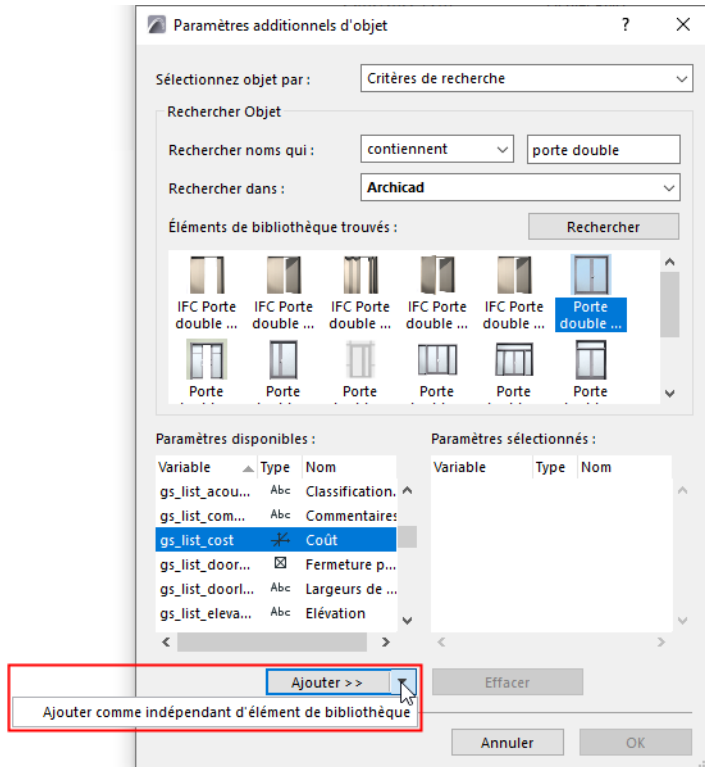 Paramètres additionnels d'objet ?
Sélectionnez objet par : Critères de recherche
Rechercher Objet
Rechercher noms qui : contiennent porte double
Rechercher dans : Archicad
Éléments de bibliothèque trouvés : Rechercher
IFC Porte IFC Porte IFC Porte IFC Porte IFC Porte Porte
double ... double ... double ... double ... double ... double ...
Porte Porte Porte Porte Porte Porte
Paramètres disponibles : Paramètres sélectionnés :
Variable Type Nom Variable Type Nom
gs_list_acou... Abc Classification.
gs_list_com... Abc Commentaires
gs_list_cost Coût
gs_list_door... Fermeture p...
gs_list_doorl... Abc Largeurs de ...
gs_list_eleva... Abc Elévation
Ajouter >> Effacer
Ajouter comme indépendant d'élément de bibliothèque
Annuler OK